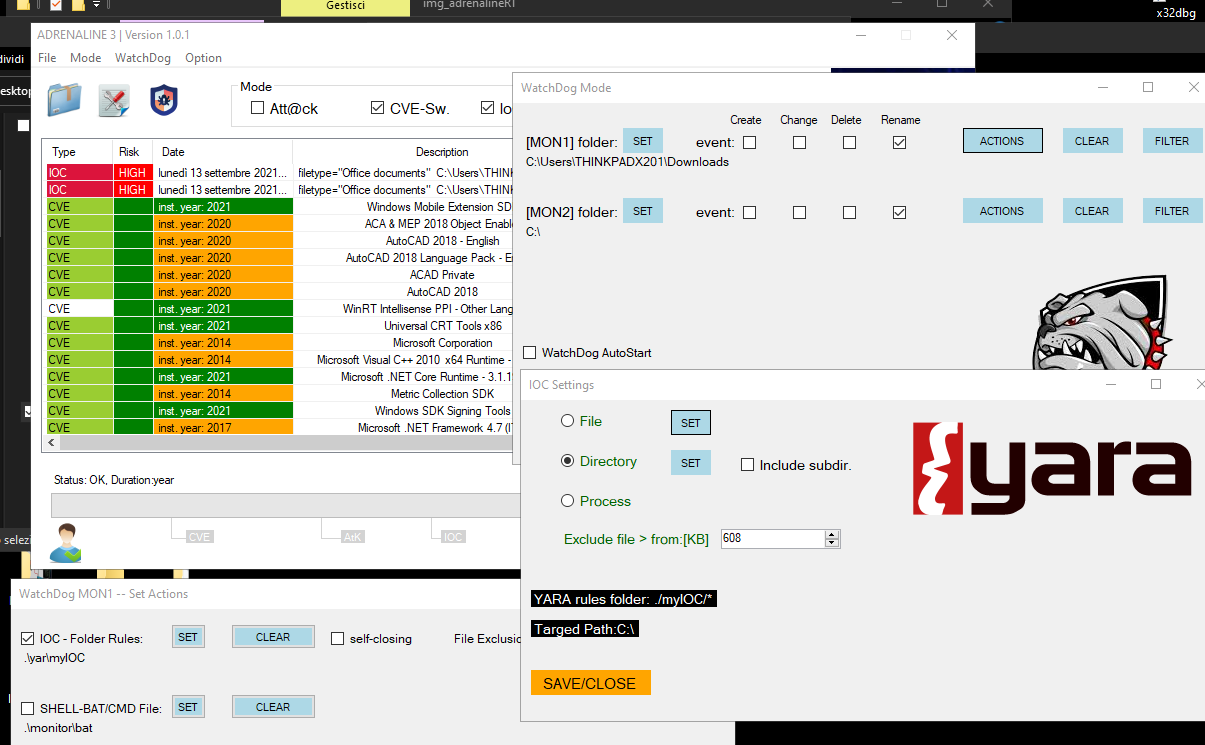 Gestisci
img_adrenalineRT
x32dbg
ADRENALINE 3 | Version 1.0.1
File Mode WatchDog Option
Mode
Att@ck
CVE-Sw.
Type Risk Date Description
IOC HIGH lunedì 13 settembre 2021... filetype="Office documents" C:\Users\THINK
IOC HIGH lunedì 13 settembre 2021... filetype="Office documents" C:\Users\THINK
CVE inst. year: 2021 Windows Mobile Extension SD
CVE inst. year: 2020 ACA & MEP 2018 Object Enable
CVE inst. year: 2020 AutoCAD 2018 - English
CVE inst. year: 2020 AutoCAD 2018 Language Pack - E
CVE inst. year: 2020 ACAD Private
CVE inst. year: 2020 AutoCAD 2018
CVE inst. year: 2021 WinRT Intellisense PPI - Other Lang
CVE inst. year: 2021 Universal CRT Tools x86
CVE inst. year: 2014 Microsoft Corporation
CVE inst. year: 2014 Microsoft Visual C++ 2010 x64 Runtime -
CVE inst. year: 2021 Microsoft .NET Core Runtime - 3.1.1
CVE inst. year: 2014 Metric Collection SDK
CVE inst. year: 2021 Windows SDK Signing Tools
CVE inst. year: 2017 Microsoft .NET Framework 4.7
Status: OK, Duration:year
CVE AtK IOC
WatchDog Mode
Create Change Delete Rename
[MON1] folder: SET event: ACTIONS CLEAR FILTER
C:\Users\THINKPADX201\Downloads
[MON2] folder: SET event: ACTIONS CLEAR FILTER
C:\
WatchDog AutoStart
IOC Settings
File SET
Directory SET Include subdir.
Process
Exclude file > from:[KB] 608
YARA rules folder: ./myIOC/*
Targed Path:C:\
SAVE/CLOSE
yara
WatchDog MON1 -- Set Actions
IOC - Folder Rules: SET CLEAR self-closing File Exclusio
.\yar\myIOC
SHELL-BAT/CMD File: SET CLEAR
.\monitor\bat